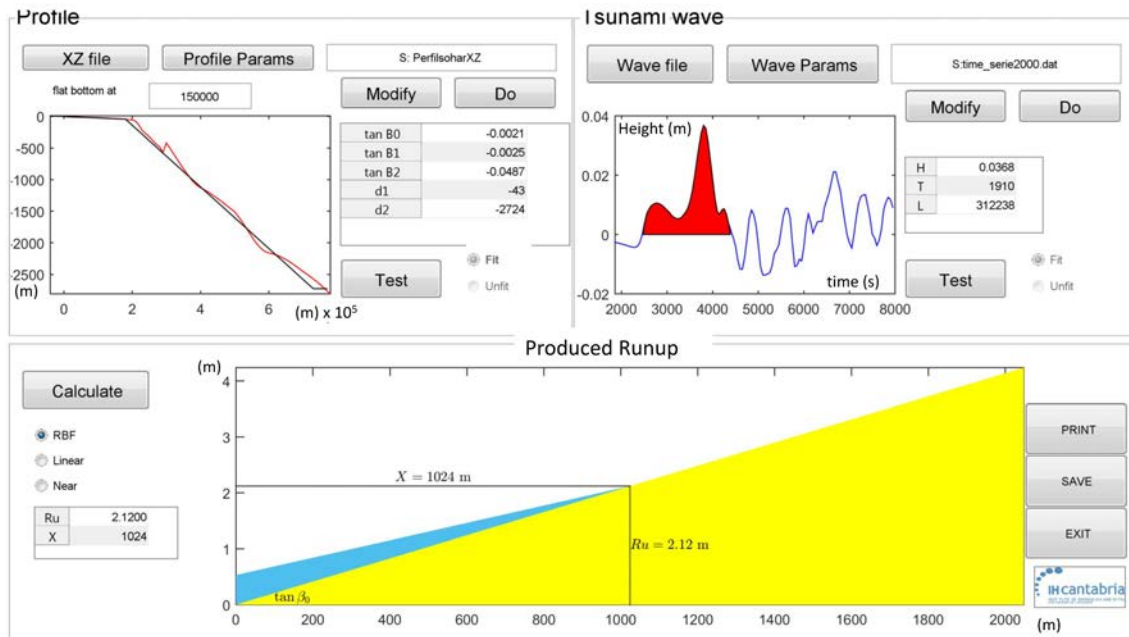 Profile
XZ file
Profile Params
S: PerfilsoharXZ
flat bottom at
150000
Modify
Do
tan B0 -0.0021
tan B1 -0.0025
tan B2 -0.0487
d1 -43
d2 -2724
Test
Fit
Unfit
0
-500
-1000
-1500
-2000
-2500
(m)
0 2 4 6
(m) x 10⁵
Tsunami wave
Wave file
Wave Params
S:time_serie2000.dat
Modify
Do
H 0.0368
T 1910
L 312238
Test
Fit
Unfit
Height (m)
0.04
0.02
0
-0.02
time (s)
2000 3000 4000 5000 6000 7000 8000
Produced Runup
Calculate
RBF
Linear
Near
Ru 2.1200
X 1024
(m)
4
3
2
1
0
X = 1024 m
Ru = 2.12 m
tan β₀
0 200 400 600 800 1000 1200 1400 1600 1800 2000
(m)
PRINT
SAVE
EXIT
IHcantabria